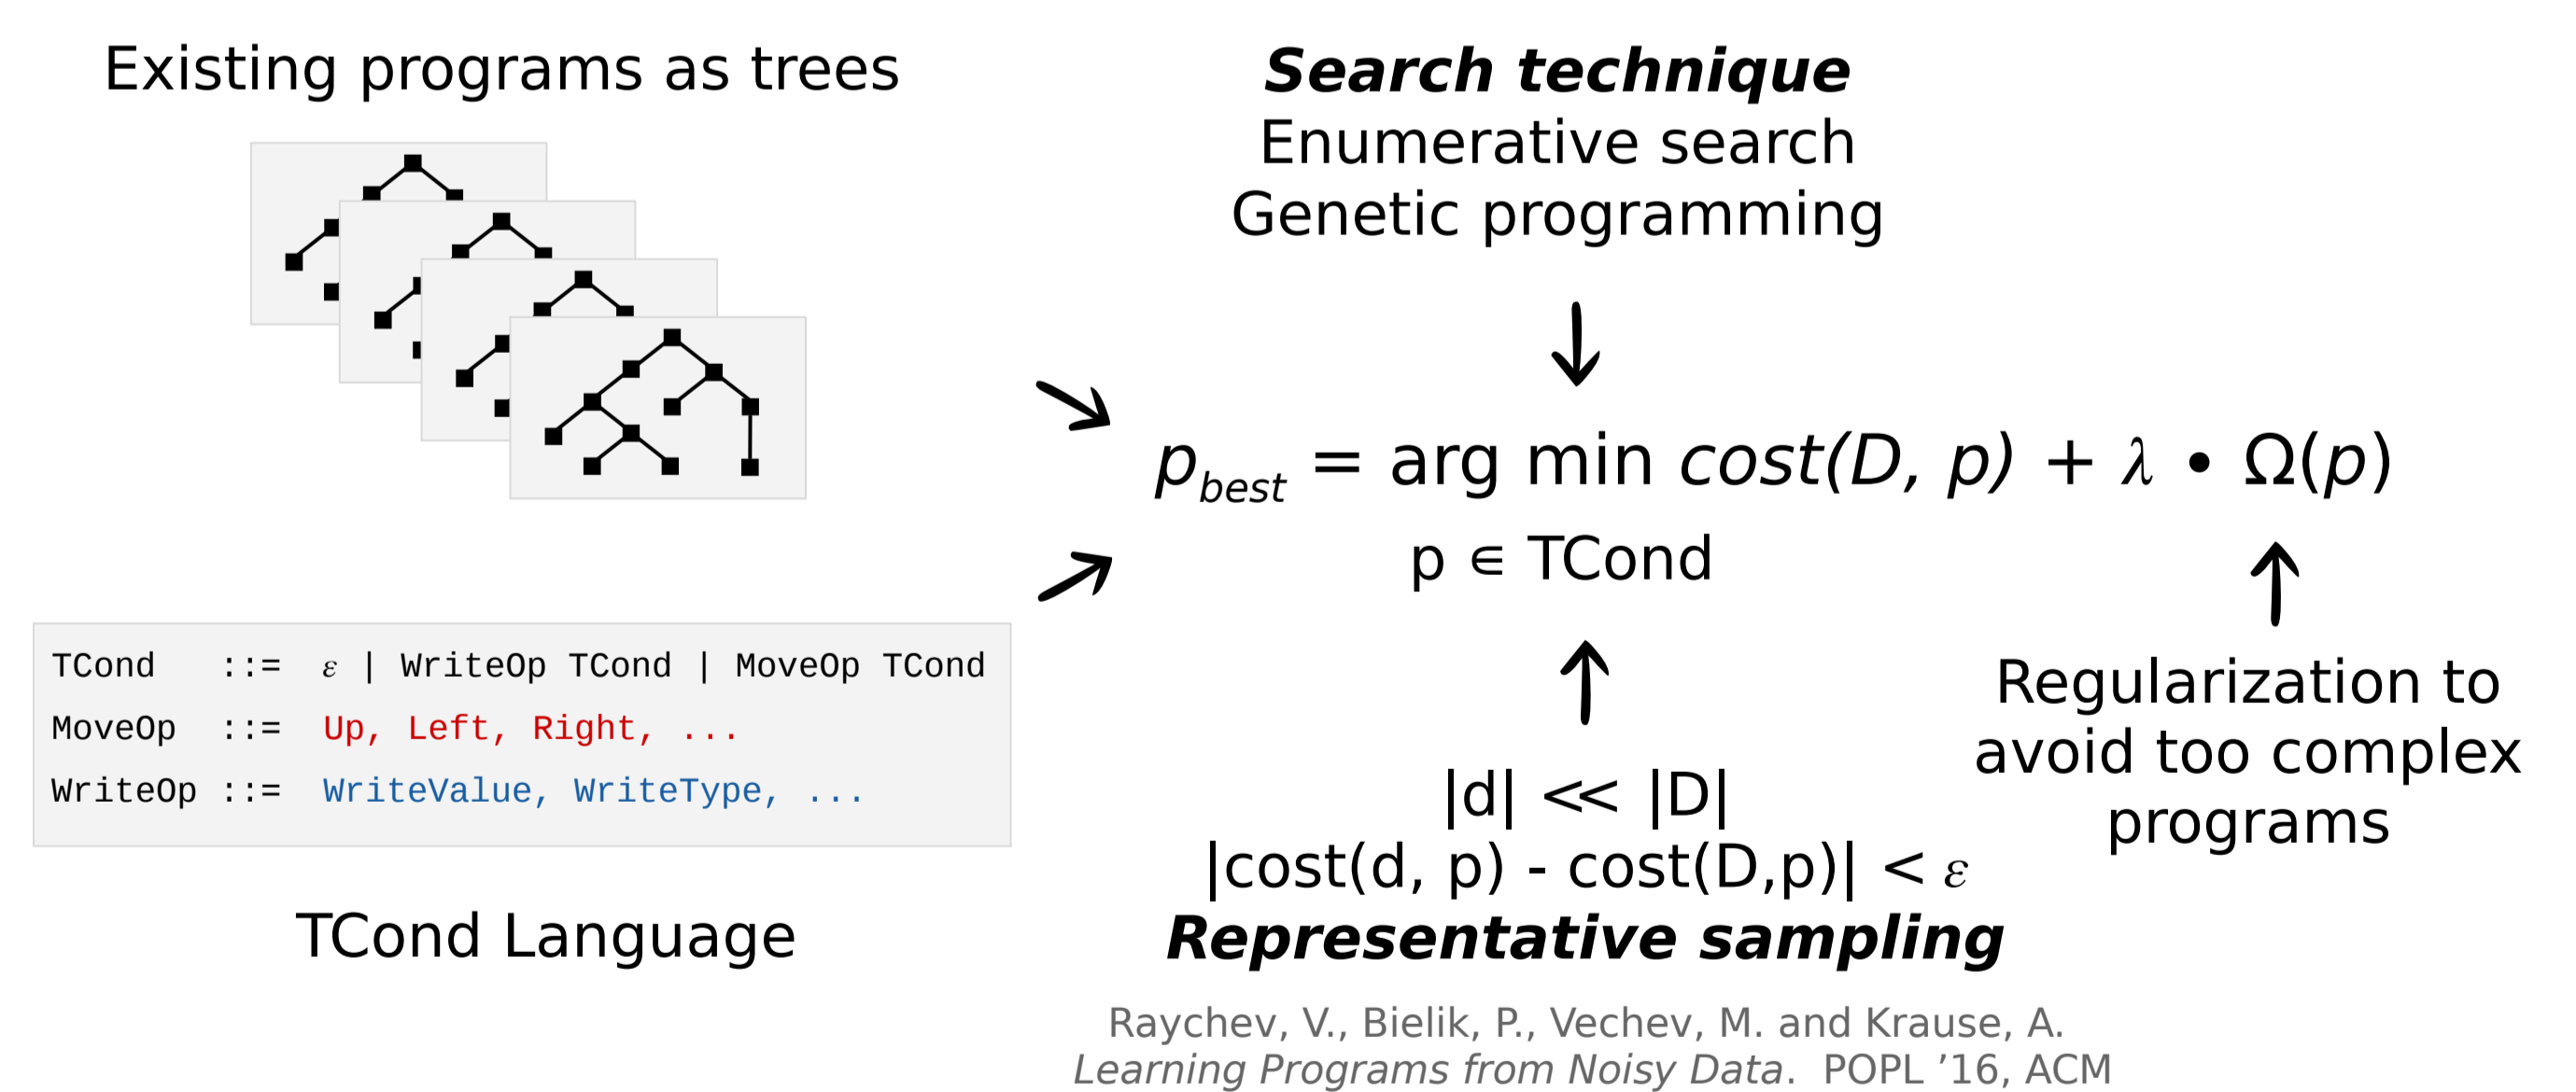 Existing programs as trees
TCond ::= ε | WriteOp TCond | MoveOp TCond
MoveOp ::= Up, Left, Right, ...
WriteOp ::= WriteValue, WriteType, ...
TCond Language
Search technique
Enumerative search
Genetic programming
p_best = arg min cost(D, p) + λ • Ω(p)
p ∈ TCond
|d| << |D|
|cost(d, p) - cost(D,p)| < ε
Representative sampling
Regularization to
avoid too complex
programs
Raychev, V., Bielik, P., Vechev, M. and Krause, A.
Learning Programs from Noisy Data. POPL ’16, ACM